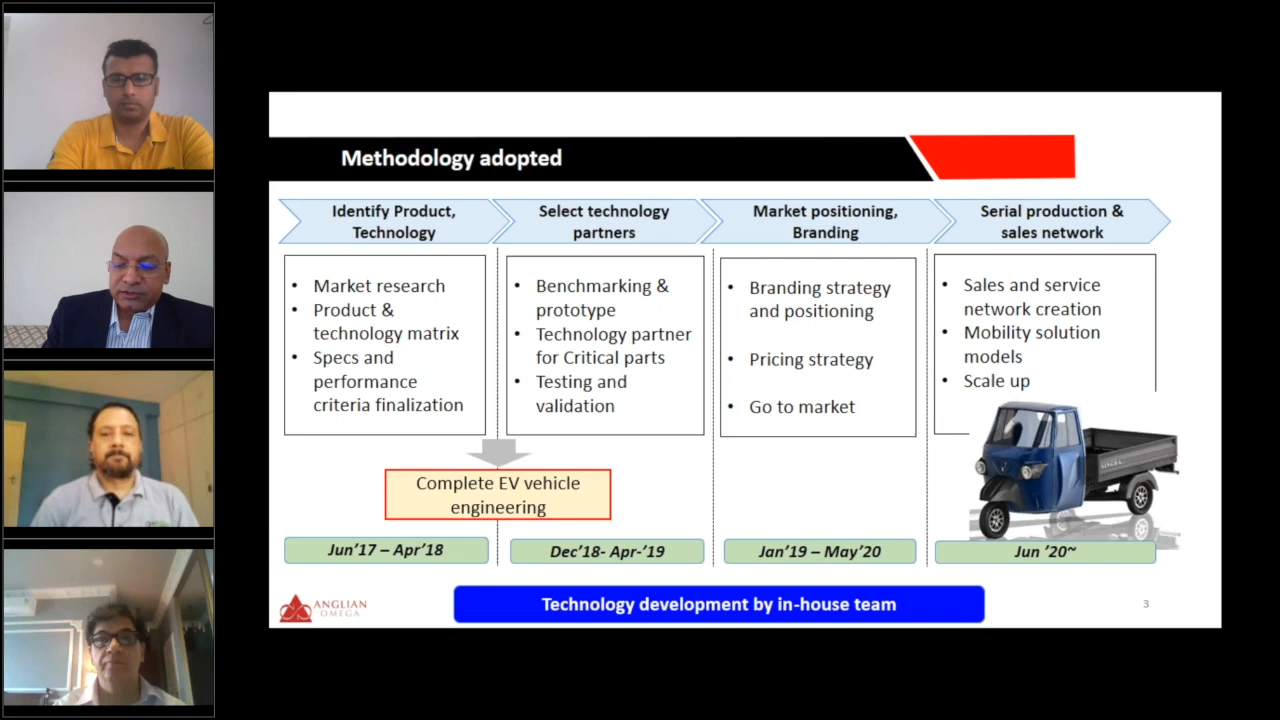 Methodology adopted
Identify Product,
Technology
Select technology
partners
Market positioning,
Branding
Serial production &
sales network
• Market research
• Product &
technology matrix
• Specs and
performance
criteria finalization
• Benchmarking &
prototype
• Technology partner
for Critical parts
• Testing and
validation
• Branding strategy
and positioning
• Pricing strategy
• Go to market
• Sales and service
network creation
• Mobility solution
models
• Scale up
Complete EV vehicle
engineering
Jun'17 – Apr'18
Dec'18- Apr-'19
Jan'19 – May'20
Jun '20~
Technology development by in-house team
ANGLIAN
OMEGA
3